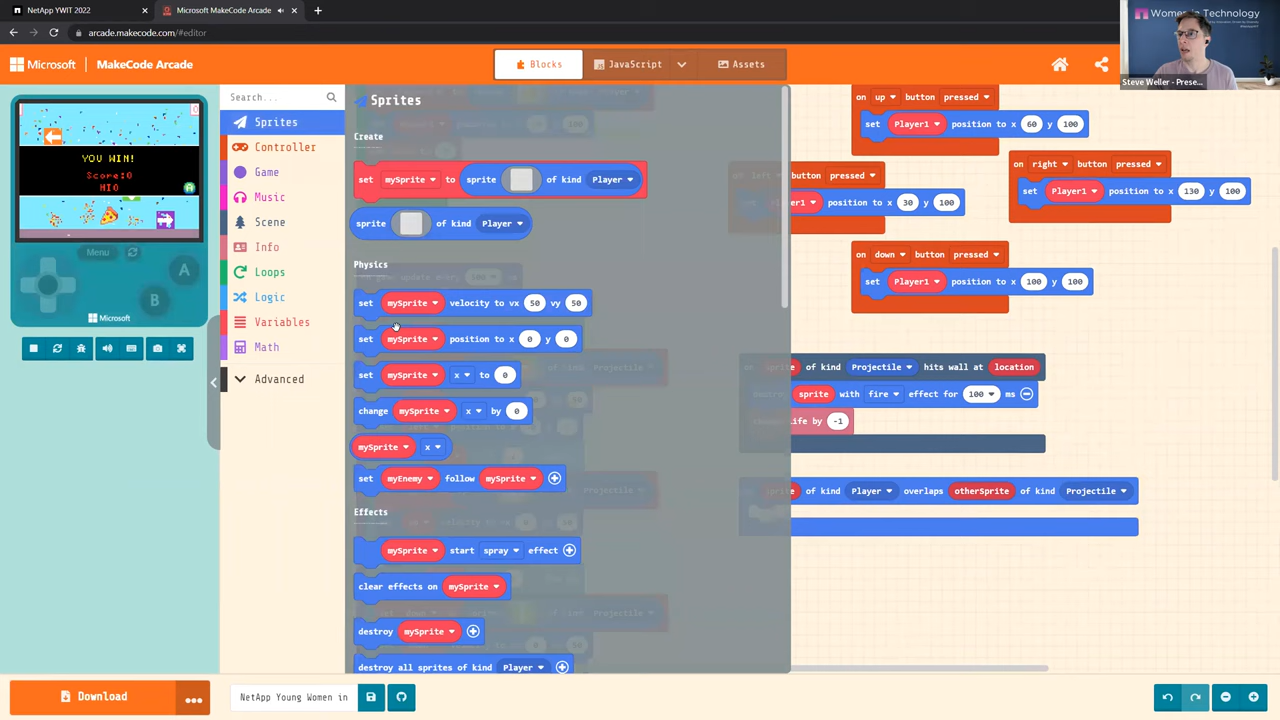 NetApp YWIT 2022
Microsoft MakeCode Arcade
arcade.makecode.com/#editor
Women in Technology
Steve Weller - Prese...
Microsoft
MakeCode Arcade
Blocks
JavaScript
Assets
YOU WIN!
Score:0
HI0
Menu
A
B
Microsoft
Search...
Sprites
Controller
Game
Music
Scene
Info
Loops
Logic
Variables
Math
Advanced
Sprites
Create
set mySprite to sprite of kind Player
sprite of kind Player
Physics
set mySprite velocity to vx 50 vy 50
set mySprite position to x 0 y 0
set mySprite x to 0
change mySprite x by 0
mySprite x
set myEnemy follow mySprite
Effects
mySprite start spray effect
clear effects on mySprite
destroy mySprite
destroy all sprites of kind Player
on up button pressed
set Player1 position to x 60 y 100
on right button pressed
set Player1 position to x 130 y 100
button pressed
position to x 30 y 100
on down button pressed
set Player1 position to x 100 y 100
of kind Projectile hits wall at location
sprite with fire effect for 100 ms
life by -1
of kind Player overlaps otherSprite of kind Projectile
Download
NetApp Young Women in